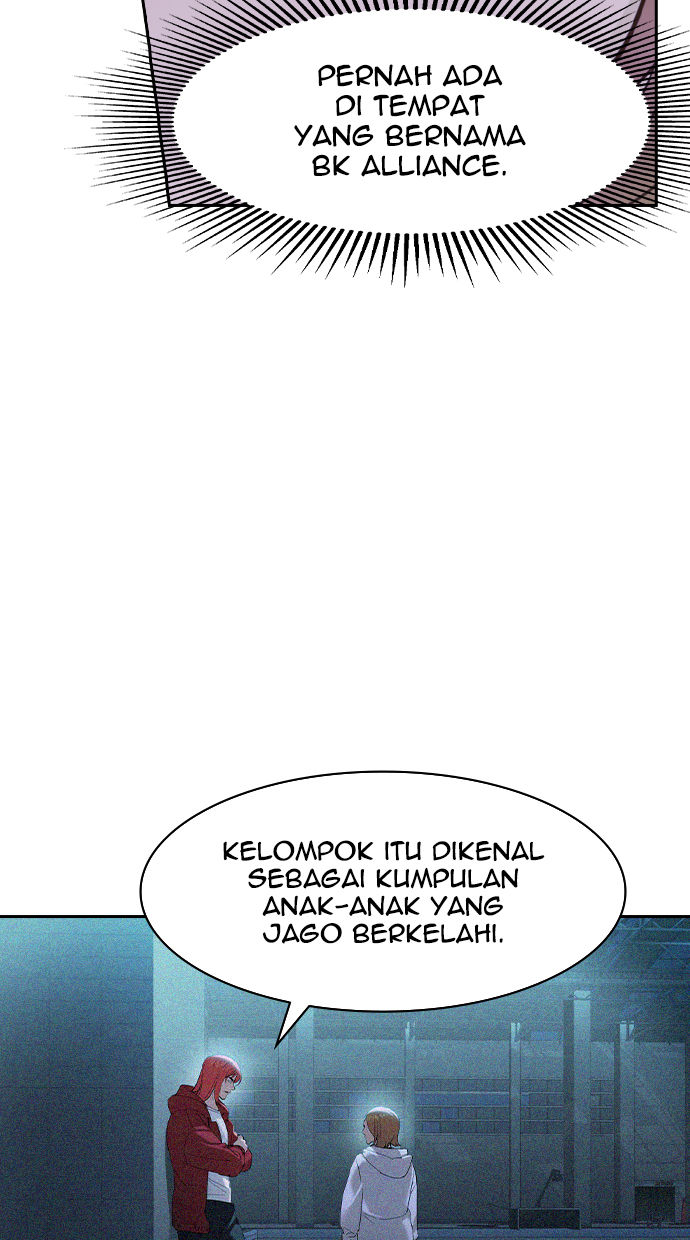 PERNAH ADA
DI TEMPAT
YANG BERNAMA
BK ALLIANCE.
KELOMPOK ITU DIKENAL
SEBAGAI KUMPULAN
ANAK-ANAK YANG
JAGO BERKELAHI.